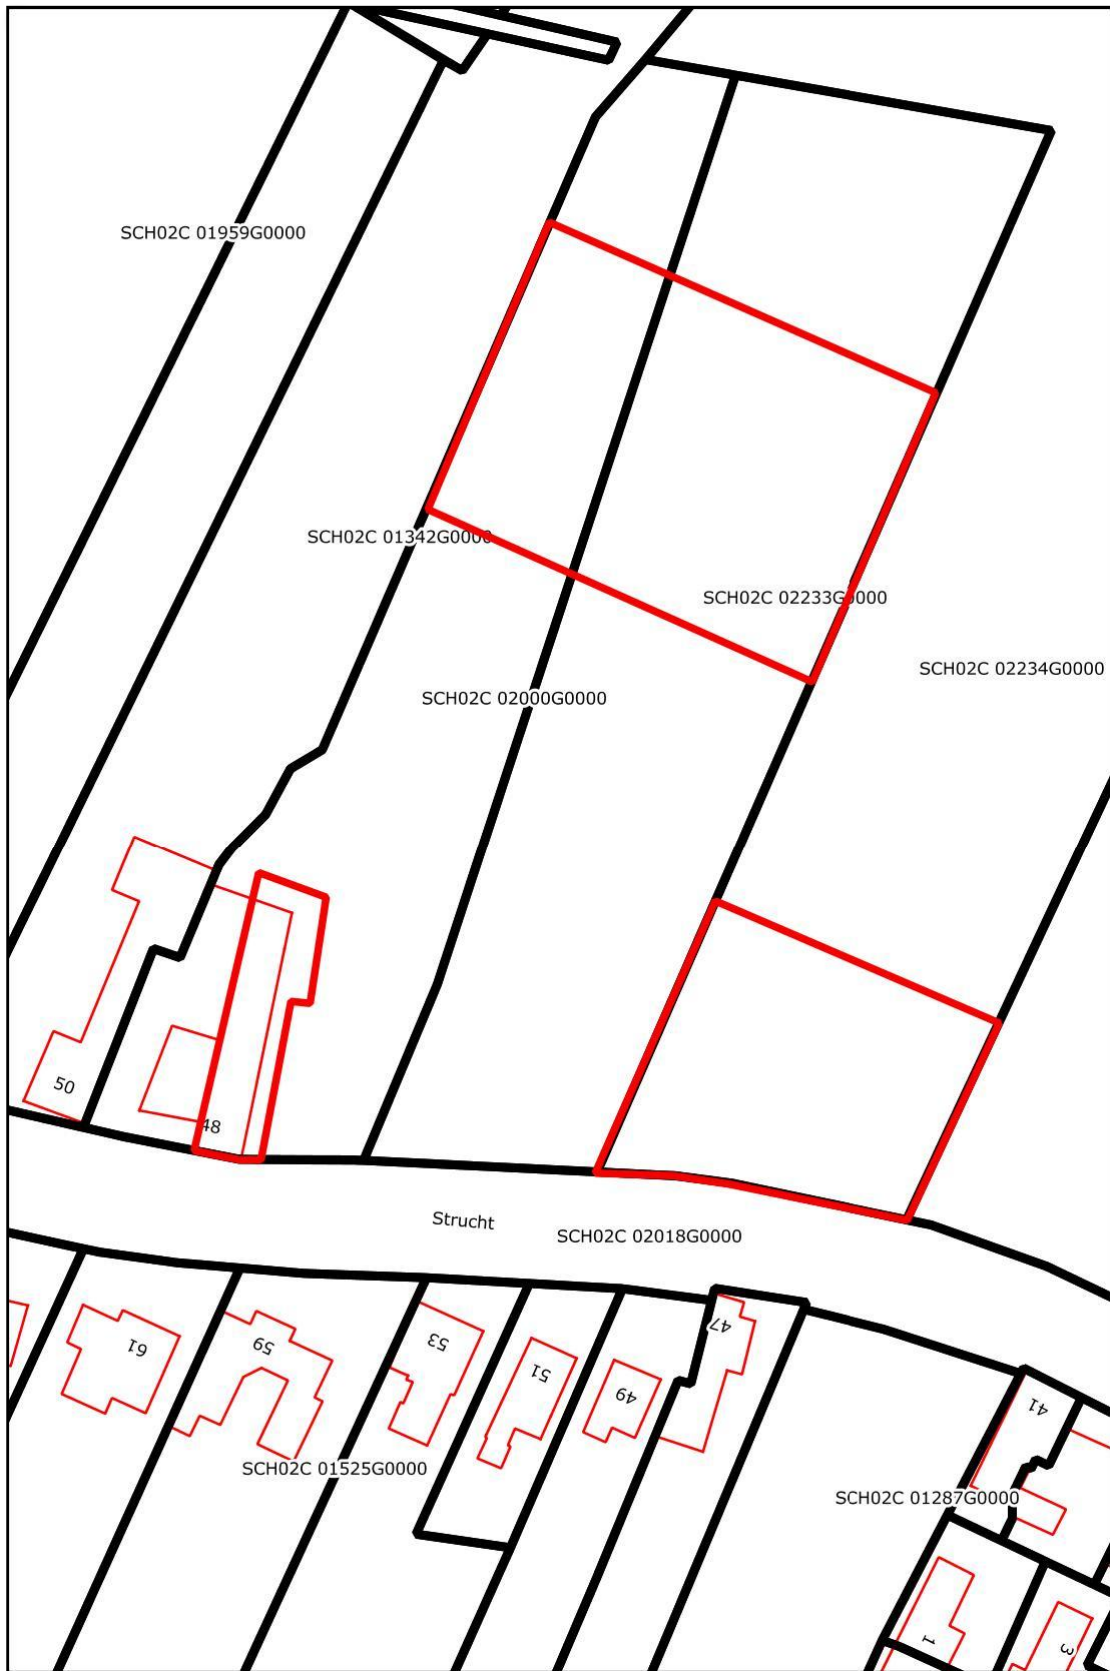 SCH02C 01959G0000
SCH02C 01342G0000
SCH02C 02233G0000
SCH02C 02234G0000
SCH02C 02000G0000
50
48
Strucht
SCH02C 02018G0000
61
59
53
51
49
47
41
SCH02C 01525G0000
SCH02C 01287G0000
1
3